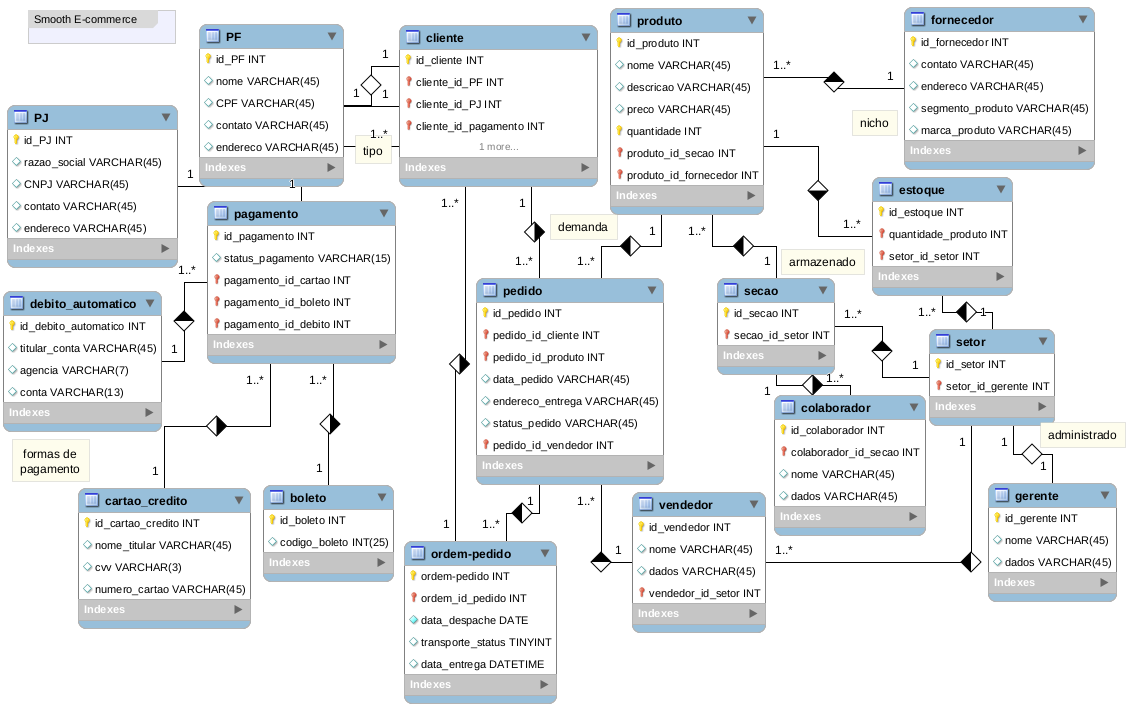 Smooth E-commerce
PF
id_PF INT
nome VARCHAR(45)
CPF VARCHAR(45)
contato VARCHAR(45)
endereco VARCHAR(45)
Indexes
cliente
id_cliente INT
cliente_id_PF INT
cliente_id_PJ INT
cliente_id_pagamento INT
1 more...
Indexes
produto
id_produto INT
nome VARCHAR(45)
descricao VARCHAR(45)
preco VARCHAR(45)
quantidade INT
produto_id_secao INT
produto_id_fornecedor INT
Indexes
fornecedor
id_fornecedor INT
contato VARCHAR(45)
endereco VARCHAR(45)
segmento_produto VARCHAR(45)
marca_produto VARCHAR(45)
Indexes
PJ
id_PJ INT
razao_social VARCHAR(45)
CNPJ VARCHAR(45)
contato VARCHAR(45)
endereco VARCHAR(45)
Indexes
1
1
1
1..*
tipo
1
1
1..*
1
nicho
1
1..*
pagamento
id_pagamento INT
status_pagamento VARCHAR(15)
pagamento_id_cartao INT
pagamento_id_boleto INT
pagamento_id_debito INT
Indexes
estoque
id_estoque INT
quantidade_produto INT
setor_id_setor INT
Indexes
1..*
1
1..*
demanda
1
1..*
1..*
1
armazenado
debito_automatico
id_debito_automatico INT
titular_conta VARCHAR(45)
agencia VARCHAR(7)
conta VARCHAR(13)
Indexes
1..*
1
pedido
id_pedido INT
pedido_id_cliente INT
pedido_id_produto INT
data_pedido VARCHAR(45)
endereco_entrega VARCHAR(45)
status_pedido VARCHAR(45)
pedido_id_vendedor INT
Indexes
secao
id_secao INT
secao_id_setor INT
Indexes
1..*
1
1..*
1
setor
id_setor INT
setor_id_gerente INT
Indexes
1
1..*
colaborador
id_colaborador INT
colaborador_id_secao INT
nome VARCHAR(45)
dados VARCHAR(45)
Indexes
administrado
1
1
1
formas de
pagamento
1..*
1
1..*
1
cartao_credito
id_cartao_credito INT
nome_titular VARCHAR(45)
cvv VARCHAR(3)
numero_cartao VARCHAR(45)
Indexes
boleto
id_boleto INT
codigo_boleto INT(25)
Indexes
1
1
1..*
1..*
1
ordem-pedido
ordem-pedido INT
ordem_id_pedido INT
data_despache DATE
transporte_status TINYINT
data_entrega DATETIME
Indexes
vendedor
id_vendedor INT
nome VARCHAR(45)
dados VARCHAR(45)
vendedor_id_setor INT
Indexes
1..*
gerente
id_gerente INT
nome VARCHAR(45)
dados VARCHAR(45)
Indexes